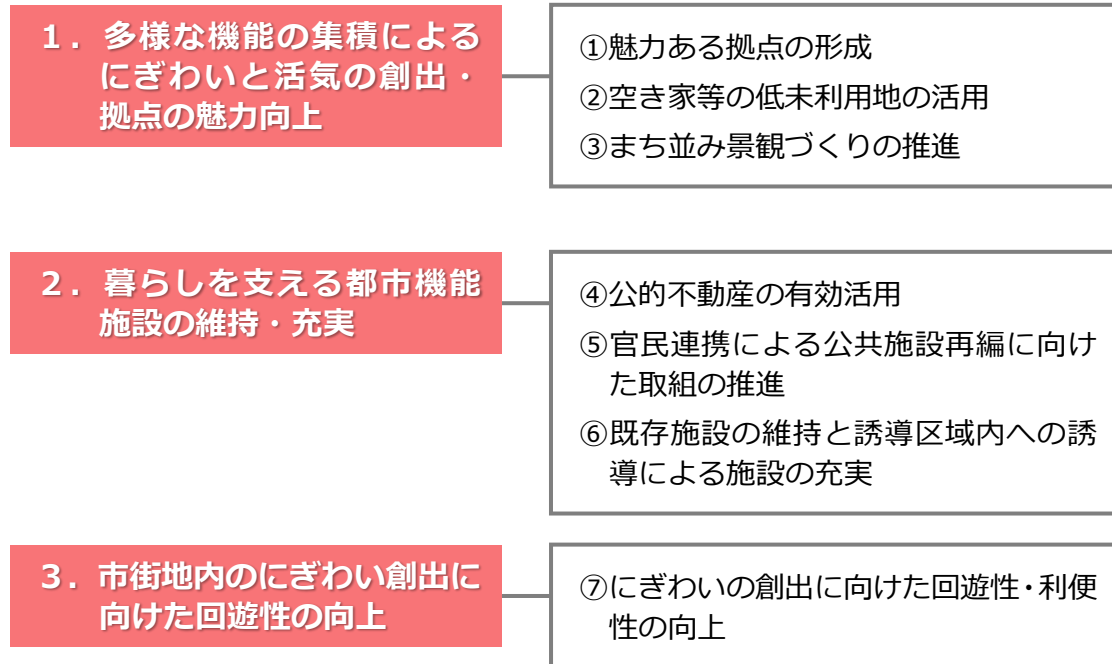 1．多様な機能の集積による
にぎわいと活気の創出・
拠点の魅力向上
①魅力ある拠点の形成
②空き家等の低未利用地の活用
③まち並み景観づくりの推進
2．暮らしを支える都市機能
施設の維持・充実
④公的不動産の有効活用
⑤官民連携による公共施設再編に向け
た取組の推進
⑥既存施設の維持と誘導区域内への誘
導による施設の充実
3．市街地内のにぎわい創出に
向けた回遊性の向上
⑦にぎわいの創出に向けた回遊性・利便
性の向上